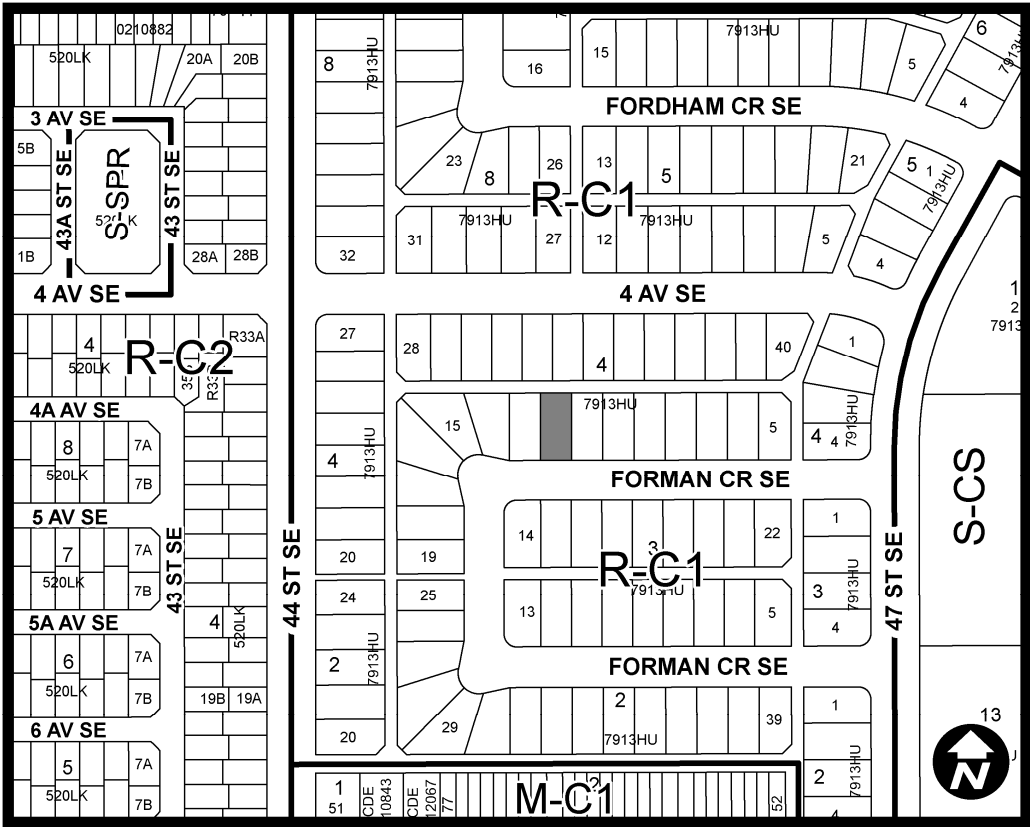 0210882
520LK
20A
20B
8
7913HU
16
15
7913HU
5
6
7913HU
4
3 AV SE
FORDHAM CR SE
5B
43A ST SE
S-SPR
43 ST SE
1B
28A
28B
23
8
26
13
5
21
5
1
7913HU
R-C1
31
7913HU
27
12
7913HU
5
4
32
4 AV SE
4 AV SE
1
2
4
R-C2
520LK
R33A
27
28
4
40
1
4A AV SE
7913HU
15
5
4
4
7913HU
8
7A
520LK
7B
4
7913HU
FORMAN CR SE
S-CS
5 AV SE
7
7A
520LK
7B
43 ST SE
44 ST SE
20
19
14
3
22
1
R-C1
47 ST SE
24
25
13
7913HU
5
3
7913HU
4
5A AV SE
6
7A
520LK
7B
4
520LK
2
7913HU
FORMAN CR SE
19B
19A
20
29
2
7913HU
39
1
13
6 AV SE
5
7A
520LK
7B
N
1
51
CDE
10843
CDE
12067
77
2
M-C1
52
2
7913HU